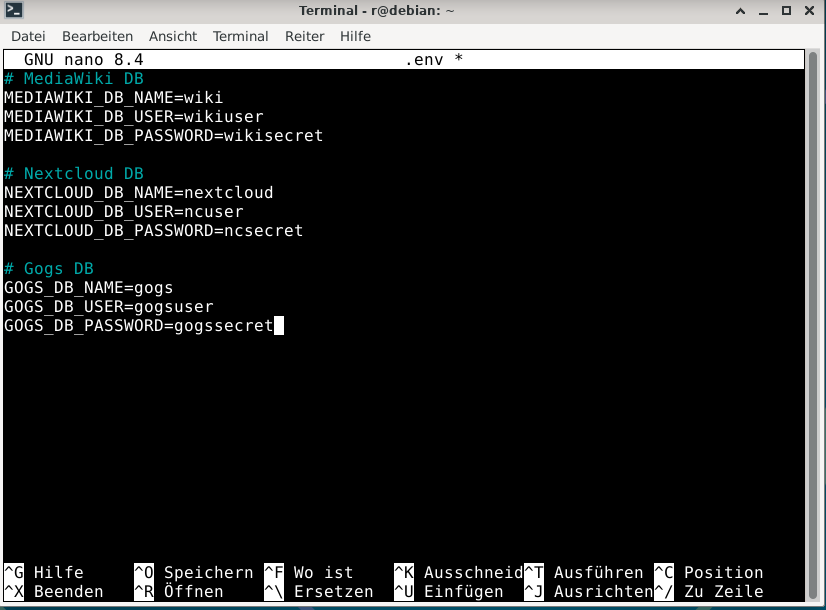 Terminal - r@debian: ~
Datei Bearbeiten Ansicht Terminal Reiter Hilfe
GNU nano 8.4 .env *
# MediaWiki DB
MEDIAWIKI_DB_NAME=wiki
MEDIAWIKI_DB_USER=wikiuser
MEDIAWIKI_DB_PASSWORD=wikisecret
# Nextcloud DB
NEXTCLOUD_DB_NAME=nextcloud
NEXTCLOUD_DB_USER=ncuser
NEXTCLOUD_DB_PASSWORD=ncsecret
# Gogs DB
GOGS_DB_NAME=gogs
GOGS_DB_USER=gogsuser
GOGS_DB_PASSWORD=gogssecret
^G Hilfe ^O Speichern ^F Wo ist ^K Ausschneid ^T Ausführen ^C Position
^X Beenden ^R Öffnen ^\ Ersetzen ^U Einfügen ^J Ausrichten ^/ Zu Zeile